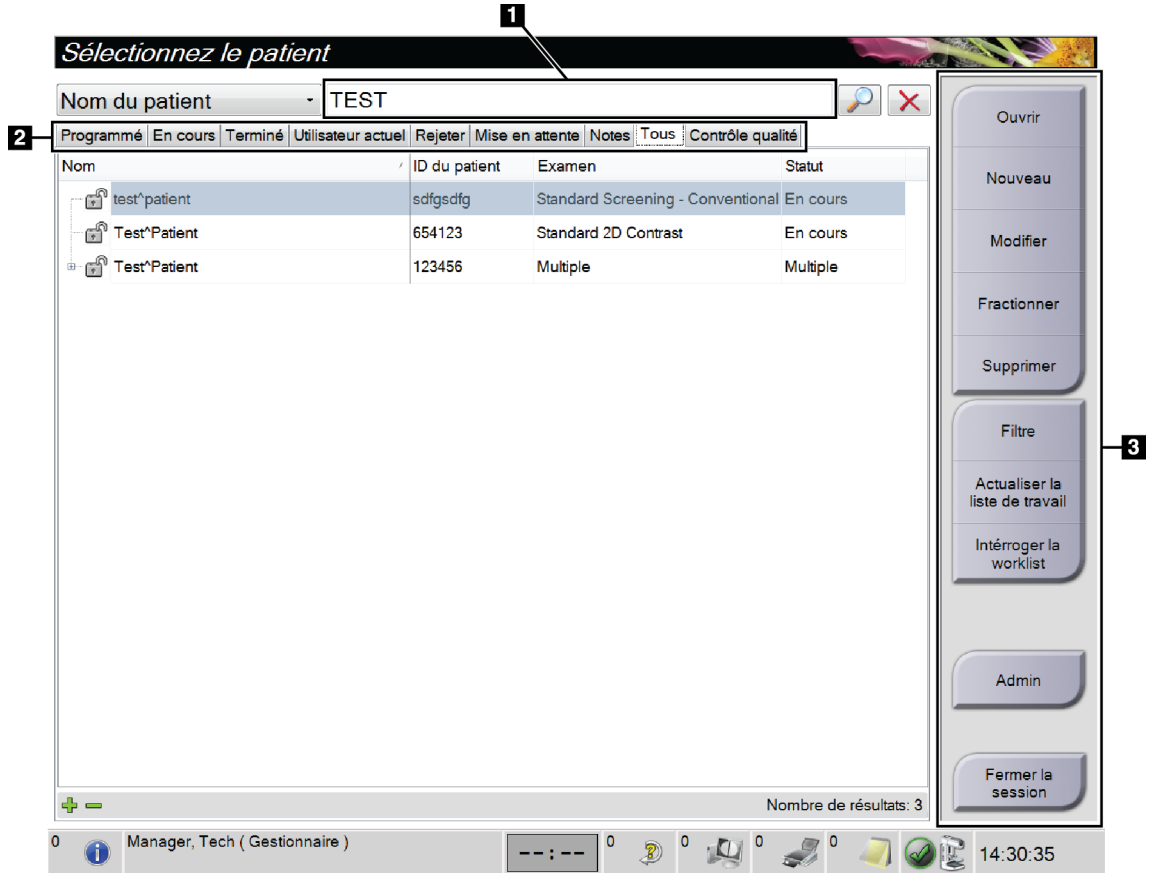 1
Sélectionnez le patient
Nom du patient TEST
2
Programmé En cours Terminé Utilisateur actuel Rejeter Mise en attente Notes Tous Contrôle qualité
Nom ID du patient Examen Statut
test^patient sdfgsdfg Standard Screening - Conventional En cours
Test^Patient 654123 Standard 2D Contrast En cours
Test^Patient 123456 Multiple Multiple
Nombre de résultats: 3
Ouvrir
Nouveau
Modifier
Fractionner
Supprimer
Filtre
Actualiser la
liste de travail
Intérroger la
worklist
Admin
Fermer la
session
3
0 Manager, Tech ( Gestionnaire ) --:-- 0 0 0 0 14:30:35